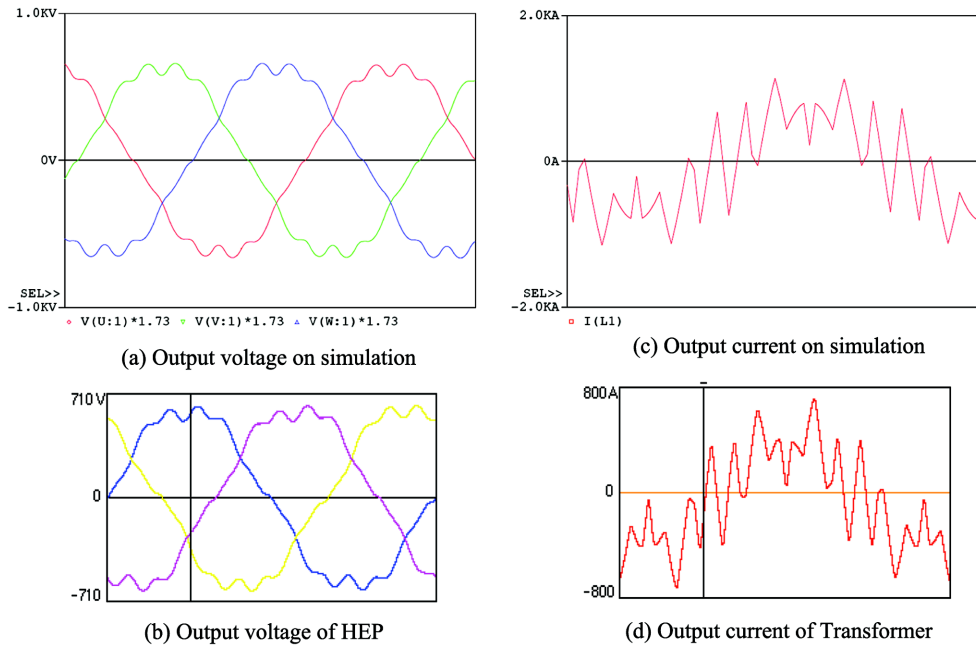 1.0KV
0V
SEL>>
-1.0KV
V(U:1)*1.73 V(V:1)*1.73 V(W:1)*1.73
(a) Output voltage on simulation
2.0KA
0A
SEL>>
-2.0KA
I(L1)
(c) Output current on simulation
710V
0
-710
(b) Output voltage of HEP
800A
0
-800
(d) Output current of Transformer